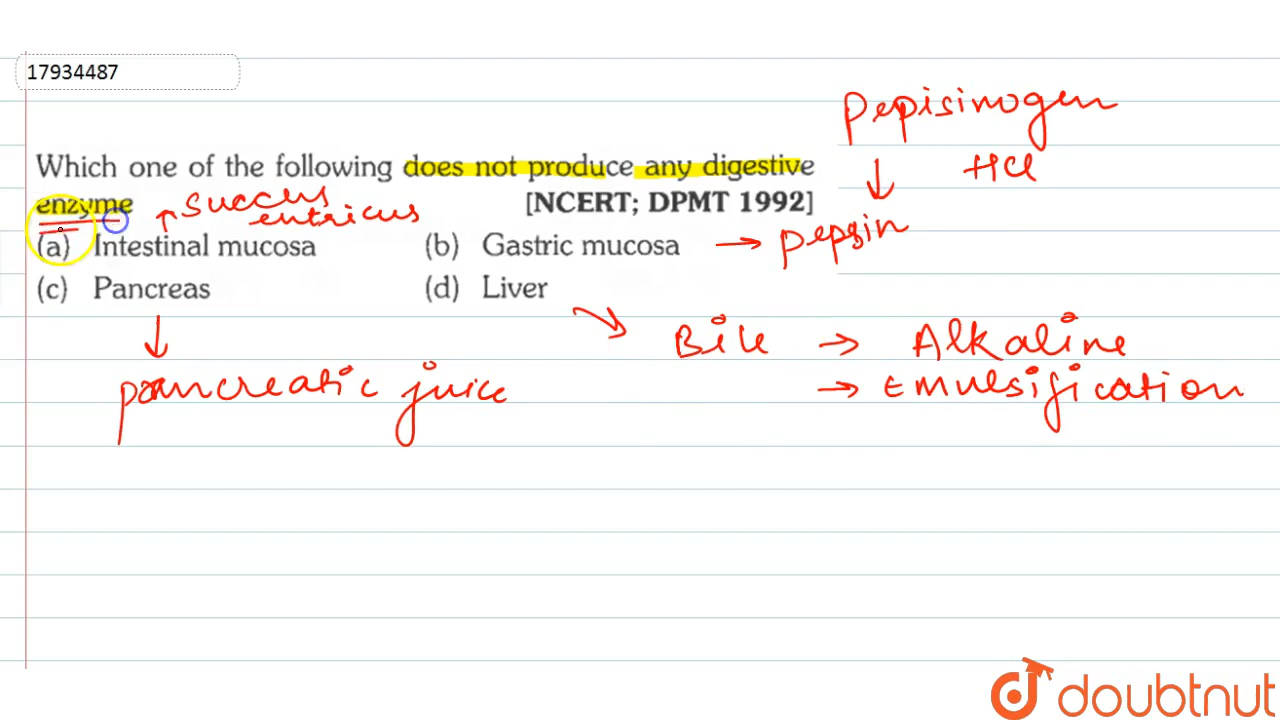 17934487
Pepisinogen
↓ HCl
Which one of the following does not produce any digestive
enzyme [NCERT; DPMT 1992]
↑ Succus
entricus
(a) Intestinal mucosa (b) Gastric mucosa → pepsin
(c) Pancreas (d) Liver
↓
pancreatic juice
Bile → Alkaline
→ Emulsification
doubtnut